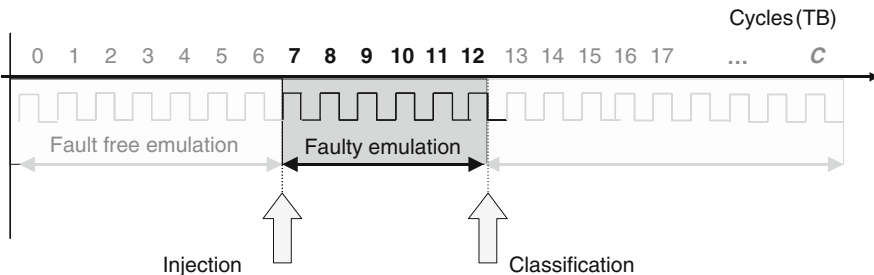 Cycles (TB)
0 1 2 3 4 5 6 7 8 9 10 11 12 13 14 15 16 17 ... C
Fault free emulation Faulty emulation
Injection Classification